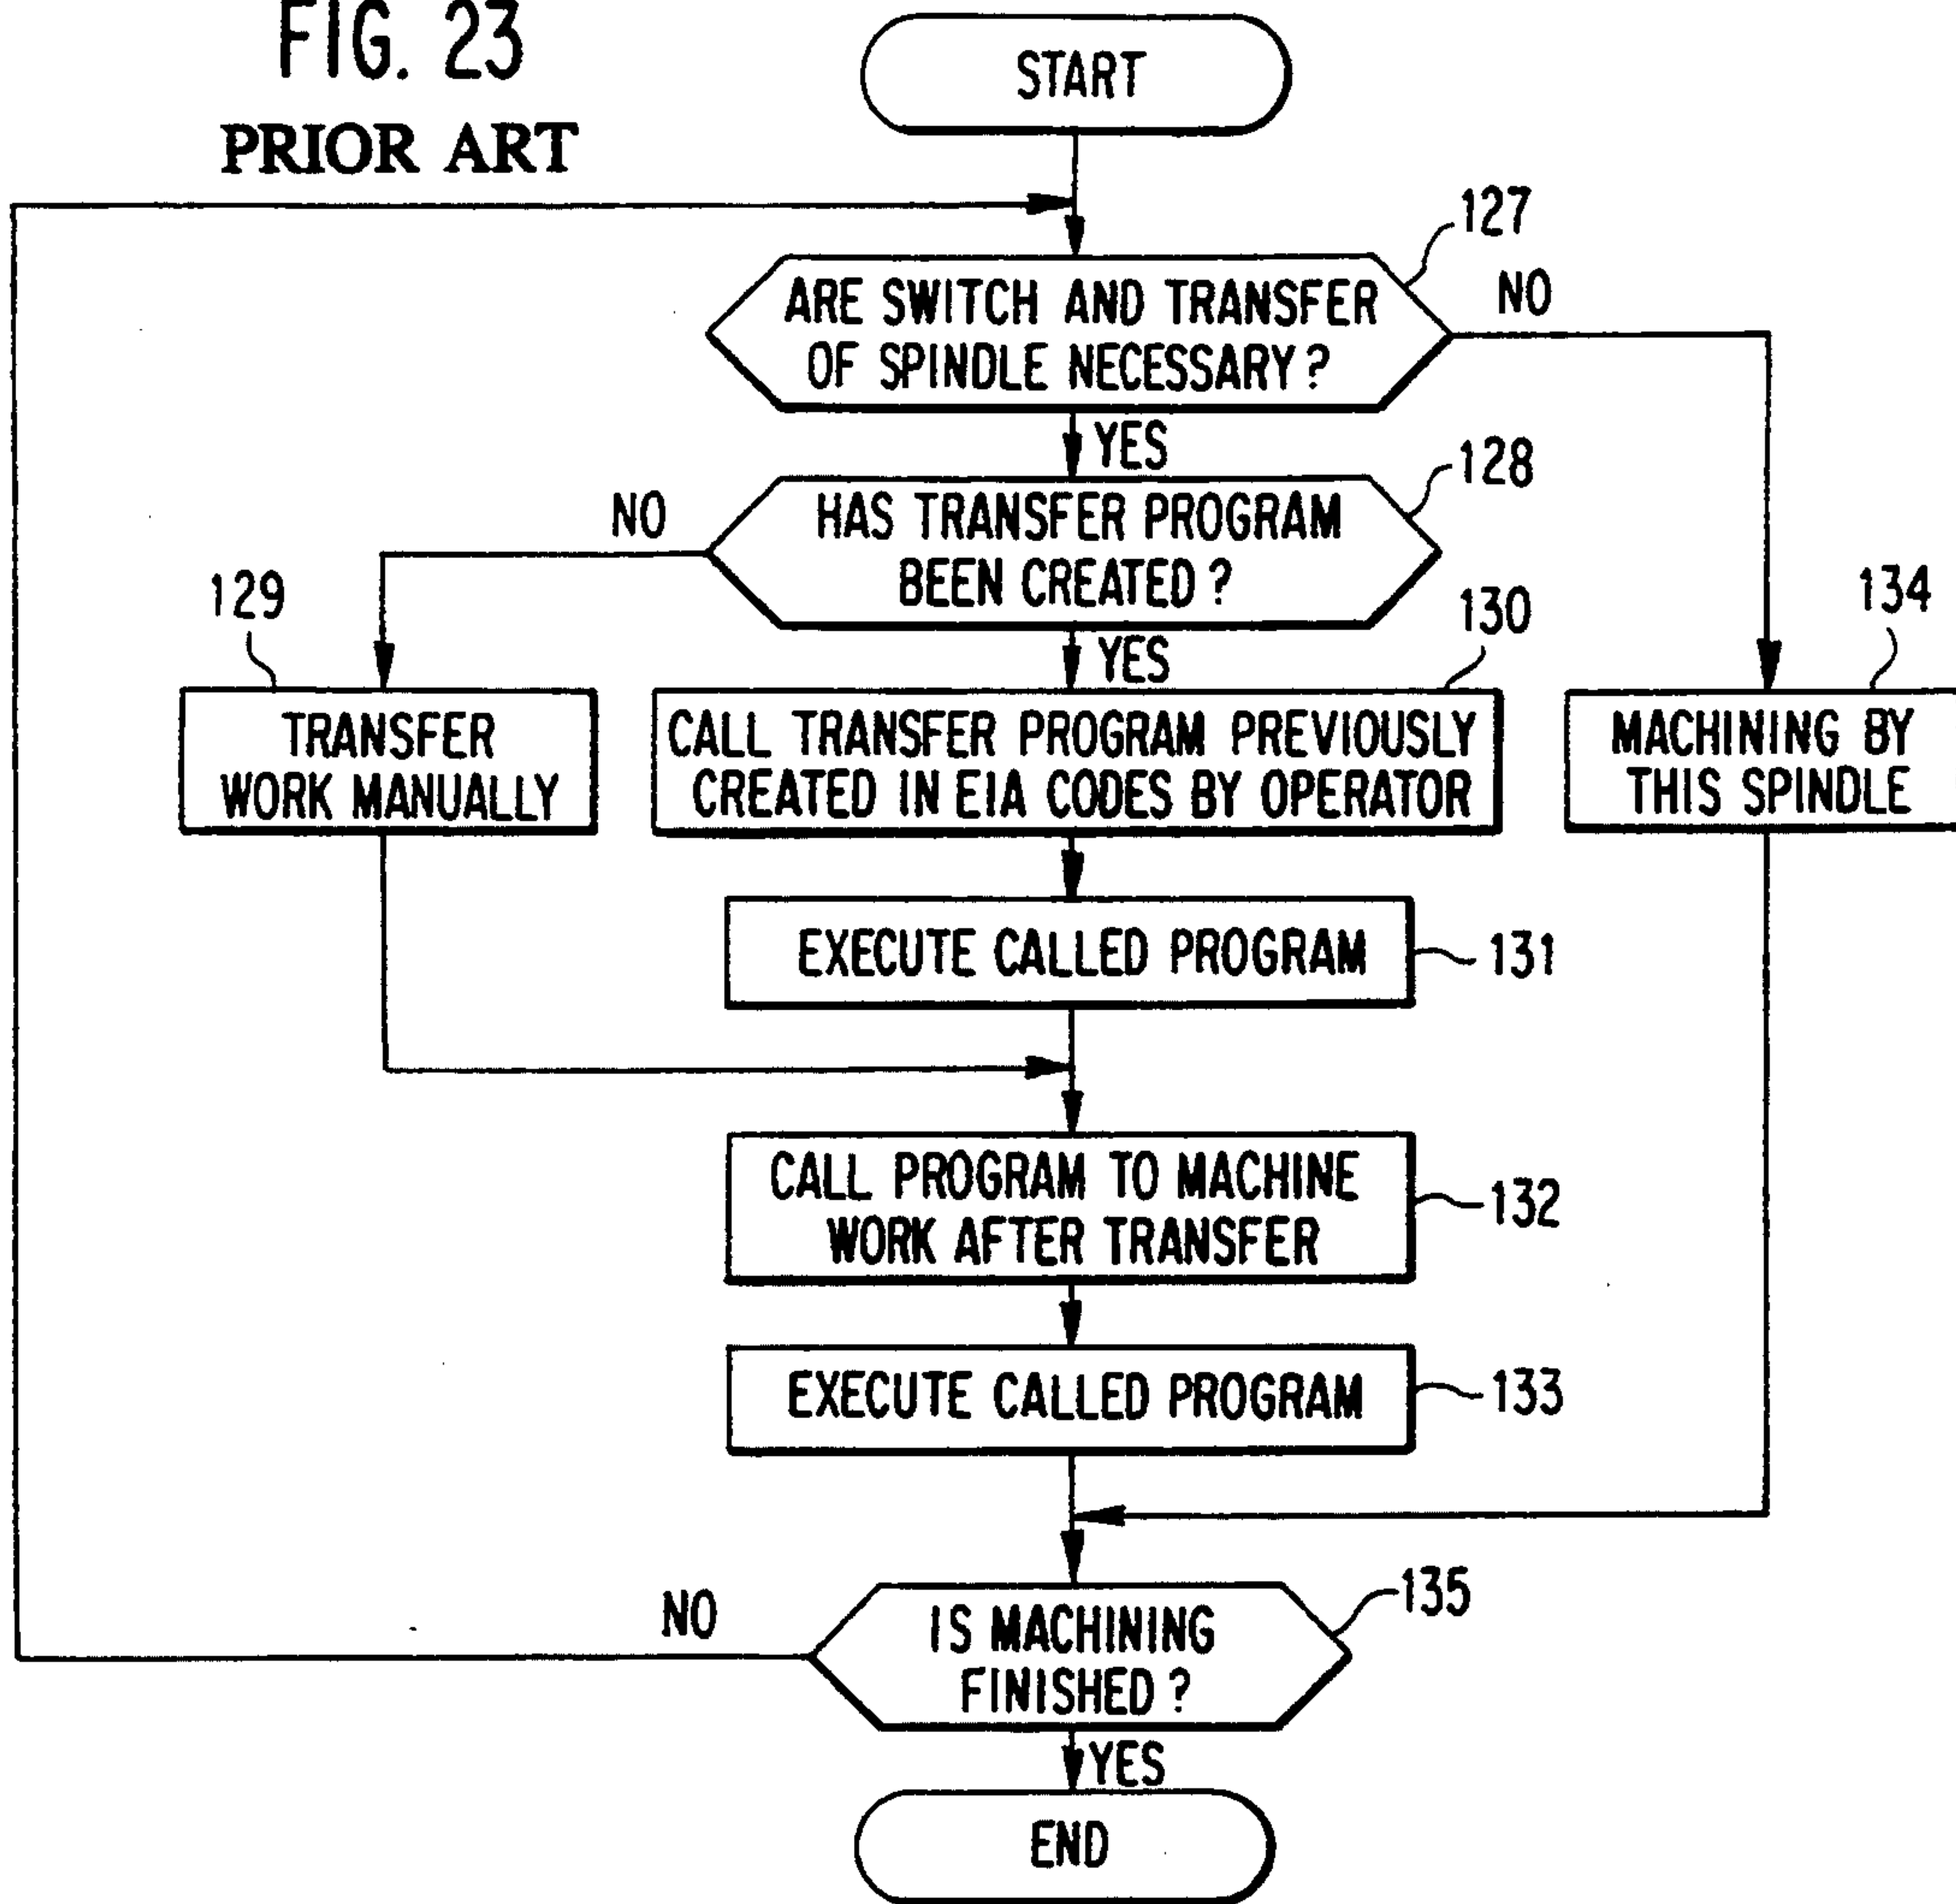 FIG. 23
PRIOR ART
START
127
ARE SWITCH AND TRANSFER
OF SPINDLE NECESSARY?
NO
YES
128
HAS TRANSFER PROGRAM
BEEN CREATED?
NO
YES
129
TRANSFER
WORK MANUALLY
130
CALL TRANSFER PROGRAM PREVIOUSLY
CREATED IN EIA CODES BY OPERATOR
134
MACHINING BY
THIS SPINDLE
EXECUTE CALLED PROGRAM
131
CALL PROGRAM TO MACHINE
WORK AFTER TRANSFER
132
EXECUTE CALLED PROGRAM
133
135
IS MACHINING
FINISHED?
NO
YES
END